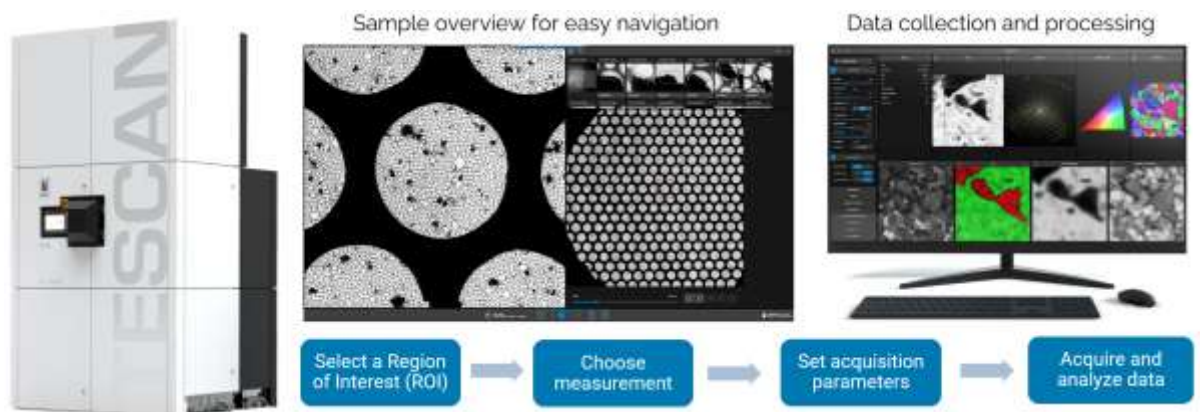 Sample overview for easy navigation
Data collection and processing
ESCAN
Select a Region
of Interest (ROI)
Choose
measurement
Set acquisition
parameters
Acquire and
analyze data